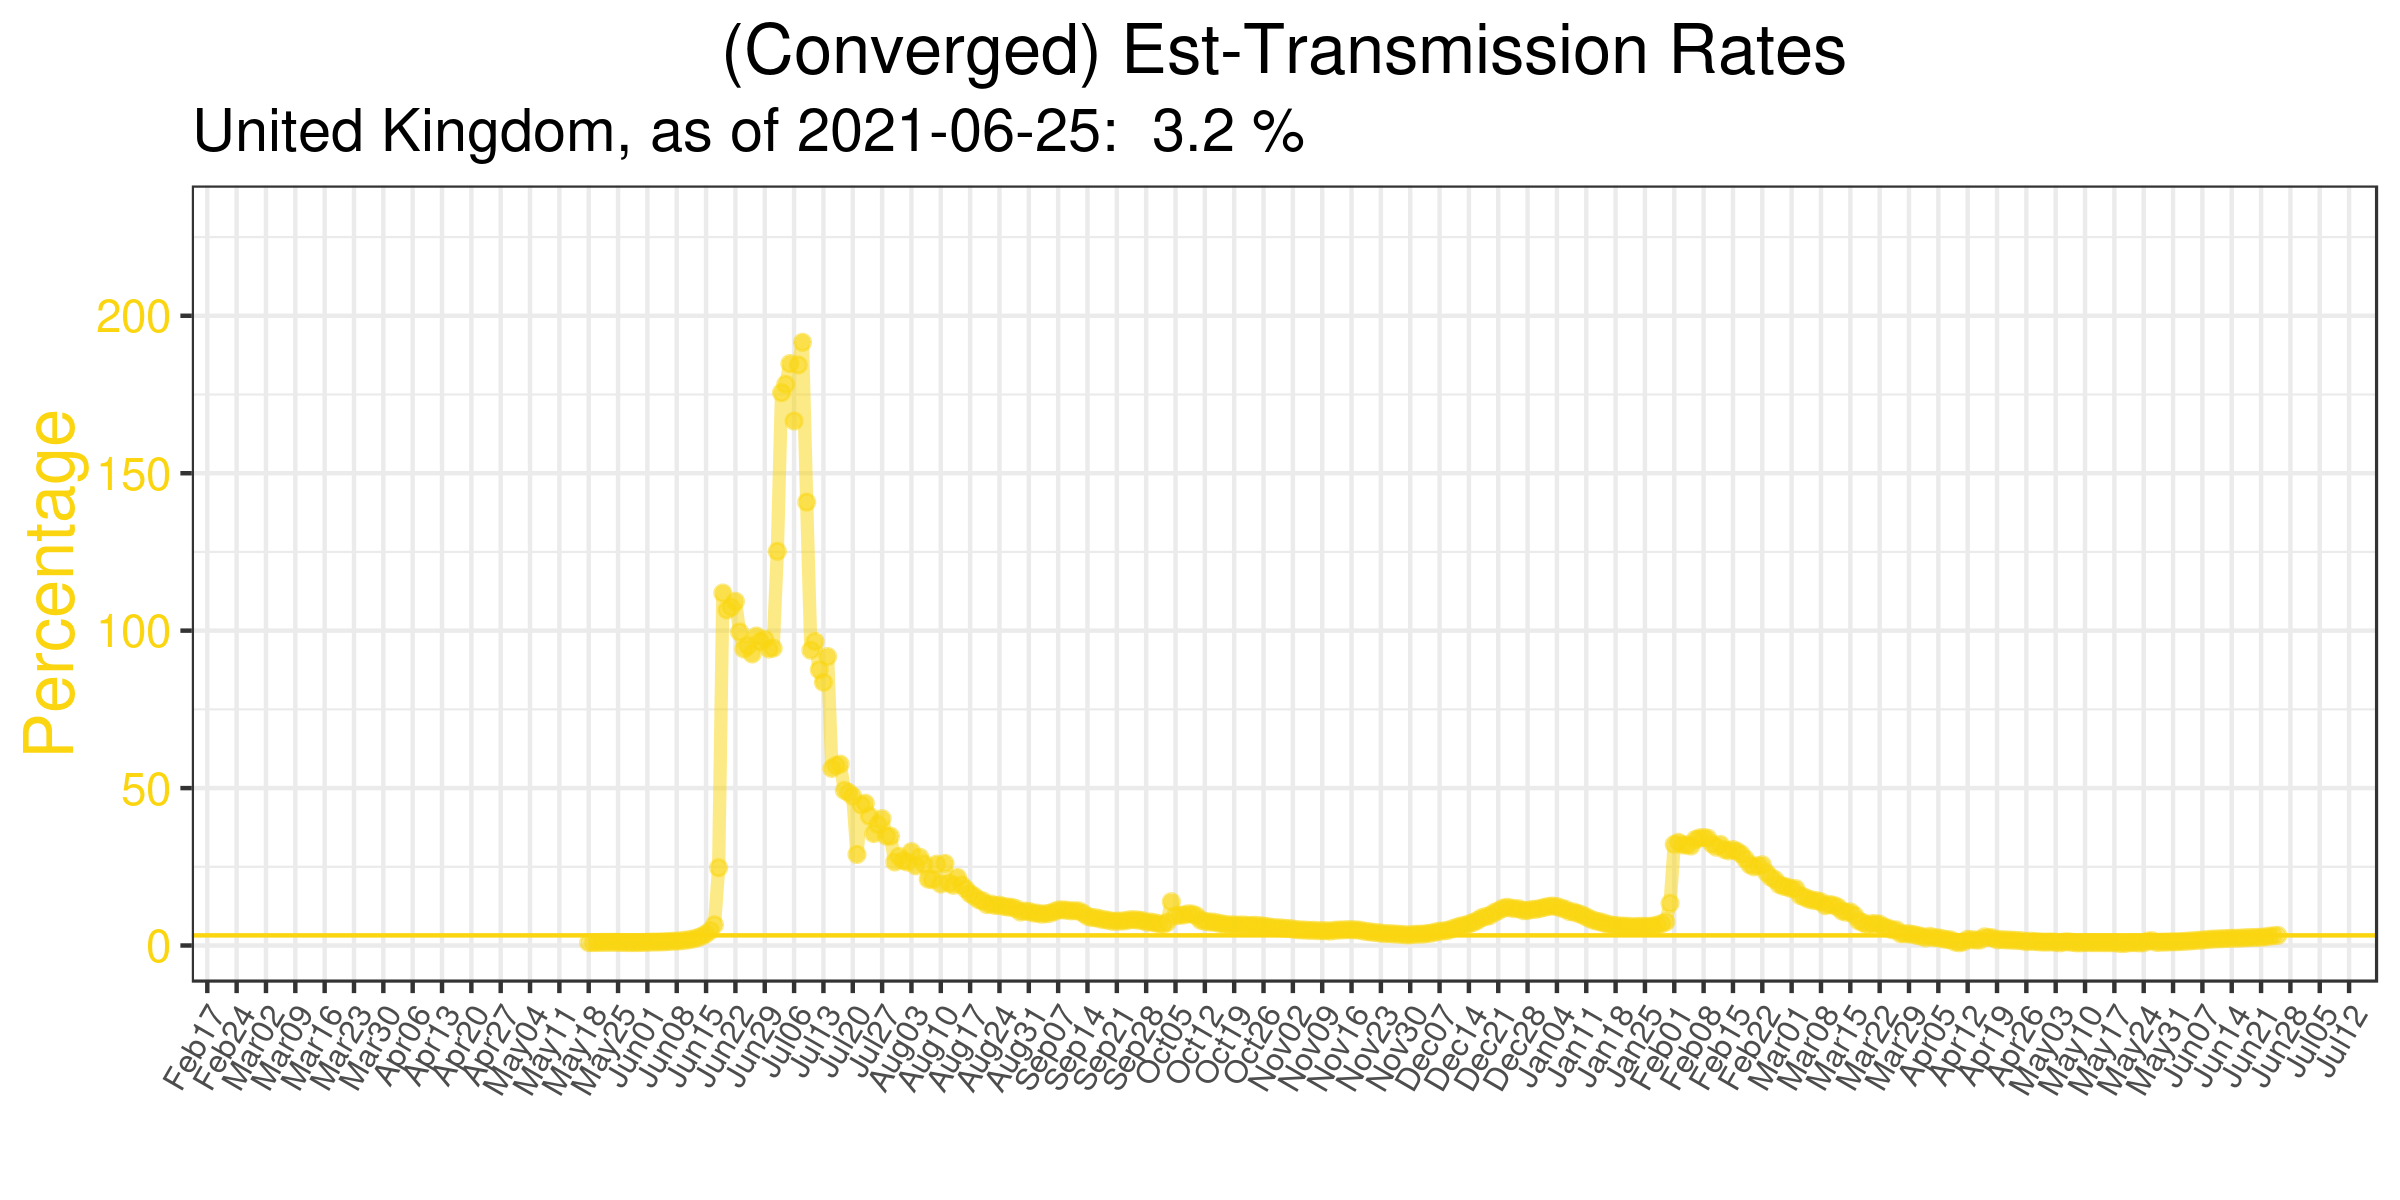 (Converged) Est-Transmission Rates
United Kingdom, as of 2021-06-25:  3.2 %
Percentage
200
150
100
50
0
Feb17
Feb24
Mar02
Mar09
Mar16
Mar23
Mar30
Apr06
Apr13
Apr20
Apr27
May04
May11
May18
May25
Jun01
Jun08
Jun15
Jun22
Jun29
Jul06
Jul13
Jul20
Jul27
Aug03
Aug10
Aug17
Aug24
Aug31
Sep07
Sep14
Sep21
Sep28
Oct05
Oct12
Oct19
Oct26
Nov02
Nov09
Nov16
Nov23
Nov30
Dec07
Dec14
Dec21
Dec28
Jan04
Jan11
Jan18
Jan25
Feb01
Feb08
Feb15
Feb22
Mar01
Mar08
Mar15
Mar22
Mar29
Apr05
Apr12
Apr19
Apr26
May03
May10
May17
May24
May31
Jun07
Jun14
Jun21
Jun28
Jul05
Jul12